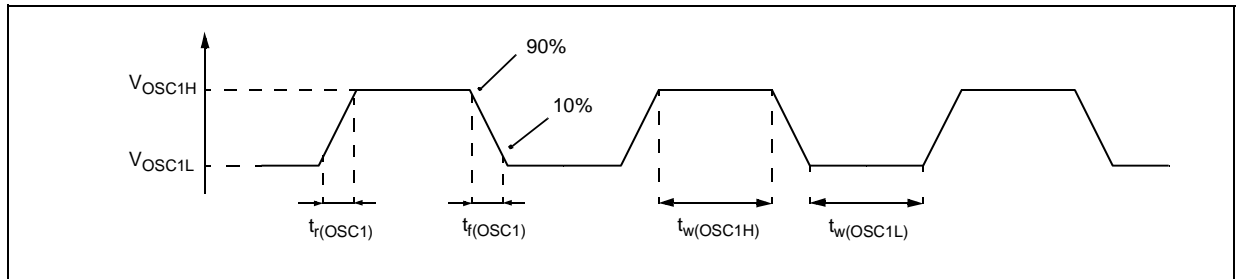 90%
VOSC1H
10%
VOSC1L
tr(OSC1)
tf(OSC1)
tw(OSC1H)
tw(OSC1L)